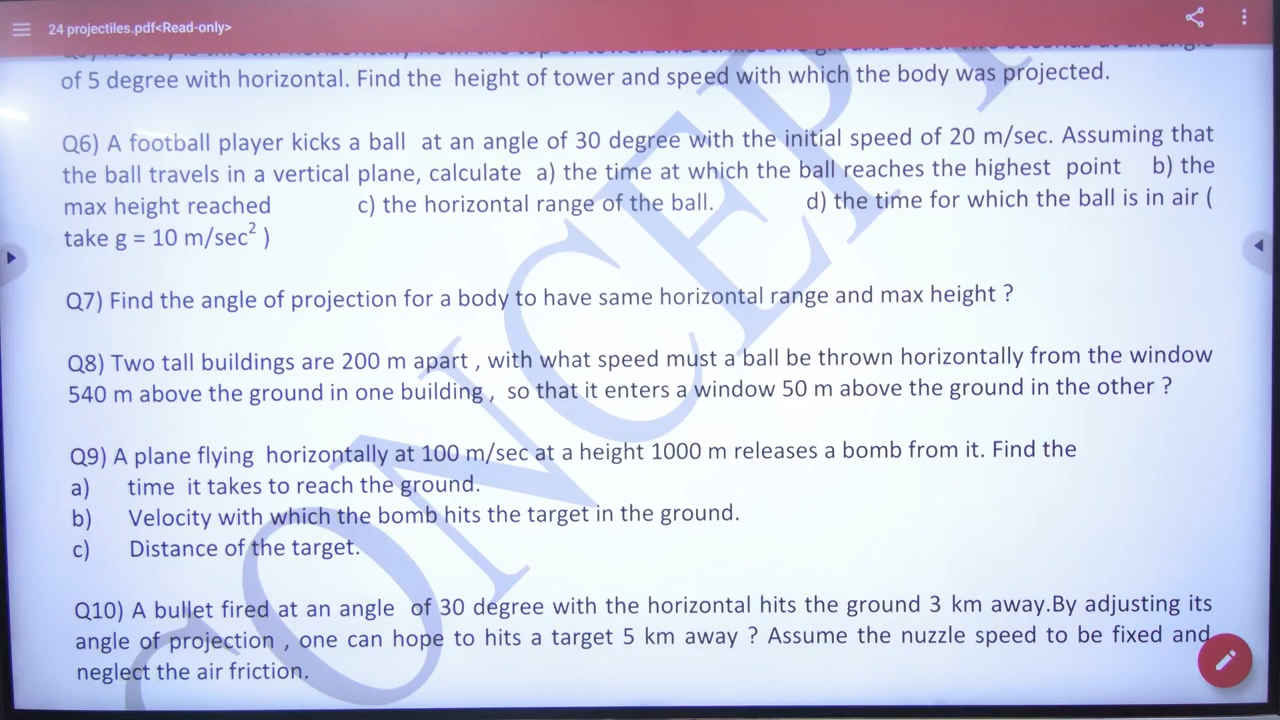 24 projectiles.pdf<Read-only>
of 5 degree with horizontal. Find the height of tower and speed with which the body was projected.
Q6) A football player kicks a ball at an angle of 30 degree with the initial speed of 20 m/sec. Assuming that
the ball travels in a vertical plane, calculate a) the time at which the ball reaches the highest point b) the
max height reached c) the horizontal range of the ball. d) the time for which the ball is in air (
take g = 10 m/sec² )
Q7) Find the angle of projection for a body to have same horizontal range and max height ?
Q8) Two tall buildings are 200 m apart , with what speed must a ball be thrown horizontally from the window
540 m above the ground in one building , so that it enters a window 50 m above the ground in the other ?
Q9) A plane flying horizontally at 100 m/sec at a height 1000 m releases a bomb from it. Find the
a) time it takes to reach the ground.
b) Velocity with which the bomb hits the target in the ground.
c) Distance of the target.
Q10) A bullet fired at an angle of 30 degree with the horizontal hits the ground 3 km away.By adjusting its
angle of projection , one can hope to hits a target 5 km away ? Assume the nuzzle speed to be fixed and
neglect the air friction.
CONCEPT